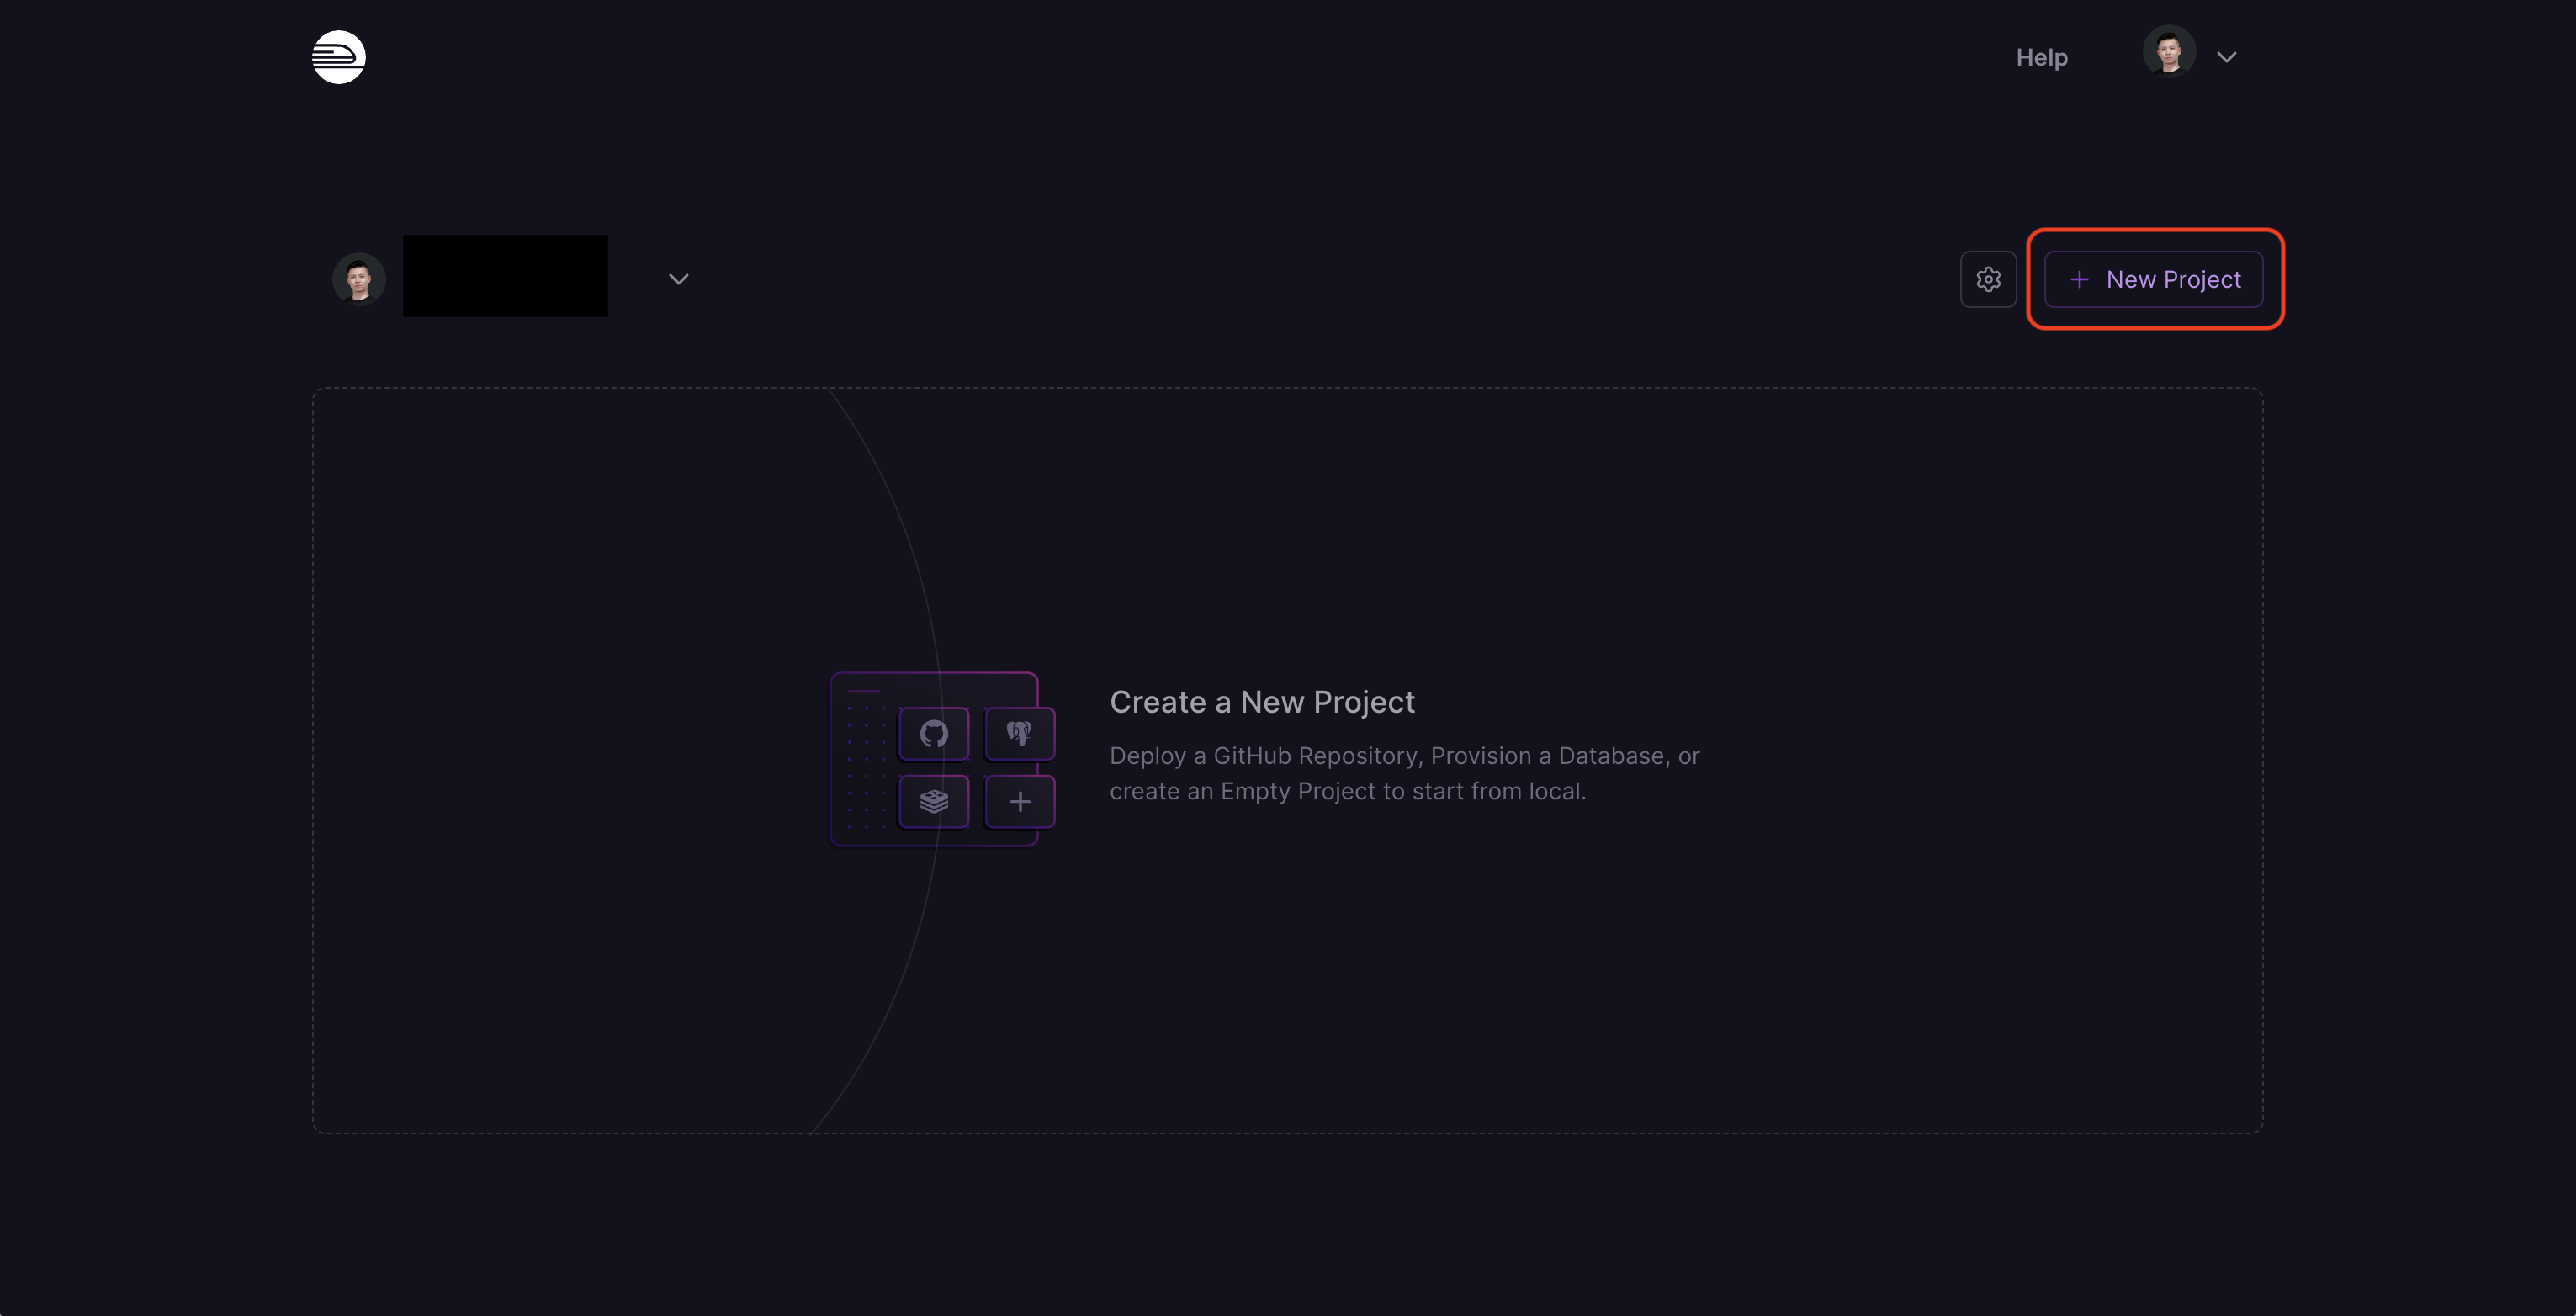 Help
+ New Project
Create a New Project
Deploy a GitHub Repository, Provision a Database, or
create an Empty Project to start from local.